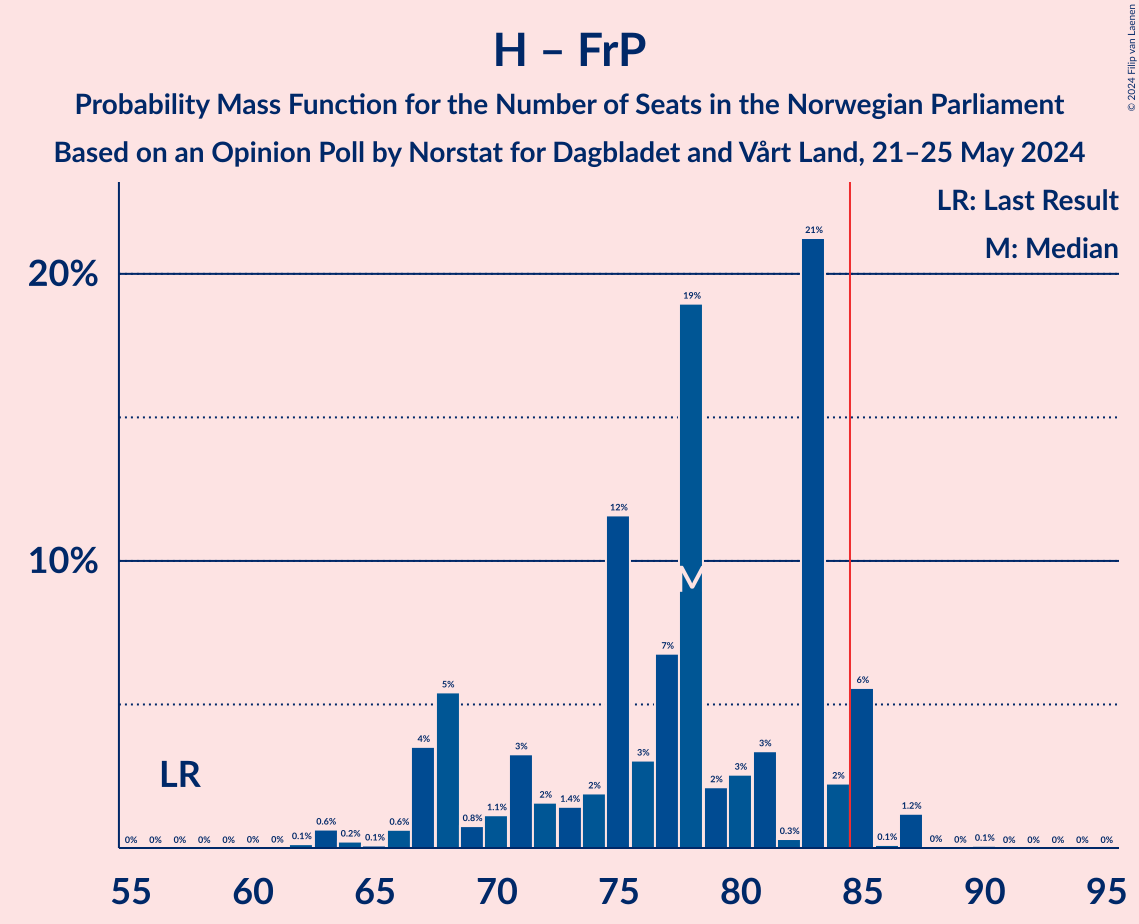 H – FrP
Probability Mass Function for the Number of Seats in the Norwegian Parliament
Based on an Opinion Poll by Norstat for Dagbladet and Vårt Land, 21–25 May 2024
© 2024 Filip van Laenen
LR: Last Result
M: Median
20%
10%
0% 0% 0% 0% 0% 0% 0% 0.1% 0.6% 0.2% 0.1% 0.6% 4% 5% 0.8% 1.1% 3% 2% 1.4% 2% 12% 3% 7% 19% 2% 3% 3% 0.3% 21% 2% 6% 0.1% 1.2% 0% 0% 0.1% 0% 0% 0% 0% 0%
M
LR
55 60 65 70 75 80 85 90 95